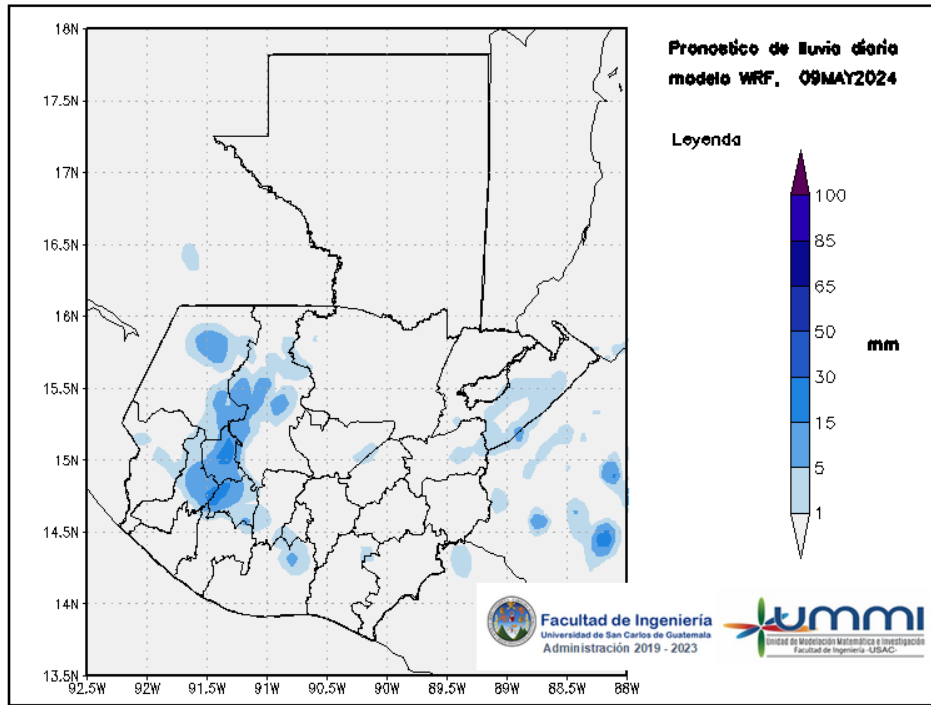 18N
17.5N
17N
16.5N
16N
15.5N
15N
14.5N
14N
13.5N
92.5W
92W
91.5W
91W
90.5W
90W
89.5W
89W
88.5W
88W
Pronostico de lluvia diaria
modelo WRF, 09MAY2024
Leyenda
100
85
65
50
30
15
5
1
mm
Facultad de Ingeniería
Universidad de San Carlos de Guatemala
Administración 2019 - 2023
UMMI
Unidad de Modelación Matemática e Investigación
Facultad de Ingeniería -USAC-